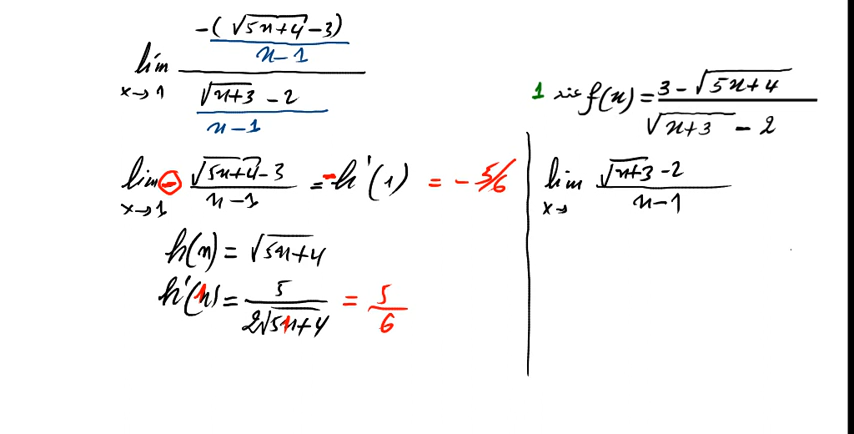 lim x→1 (-(√(5x+4) - 3)/(x-1)) / ((√(x+3) - 2)/(x-1))
lim x→1 - (√(5x+4) - 3)/(x-1) = -h'(1) = -5/6
h(x) = √(5x+4)
h'(1) = 5/(2√(5×1+4)) = 5/6
1 عند f(x) = (3 - √(5x+4))/(√(x+3) - 2)
lim x→ (√(x+3) - 2)/(x-1)